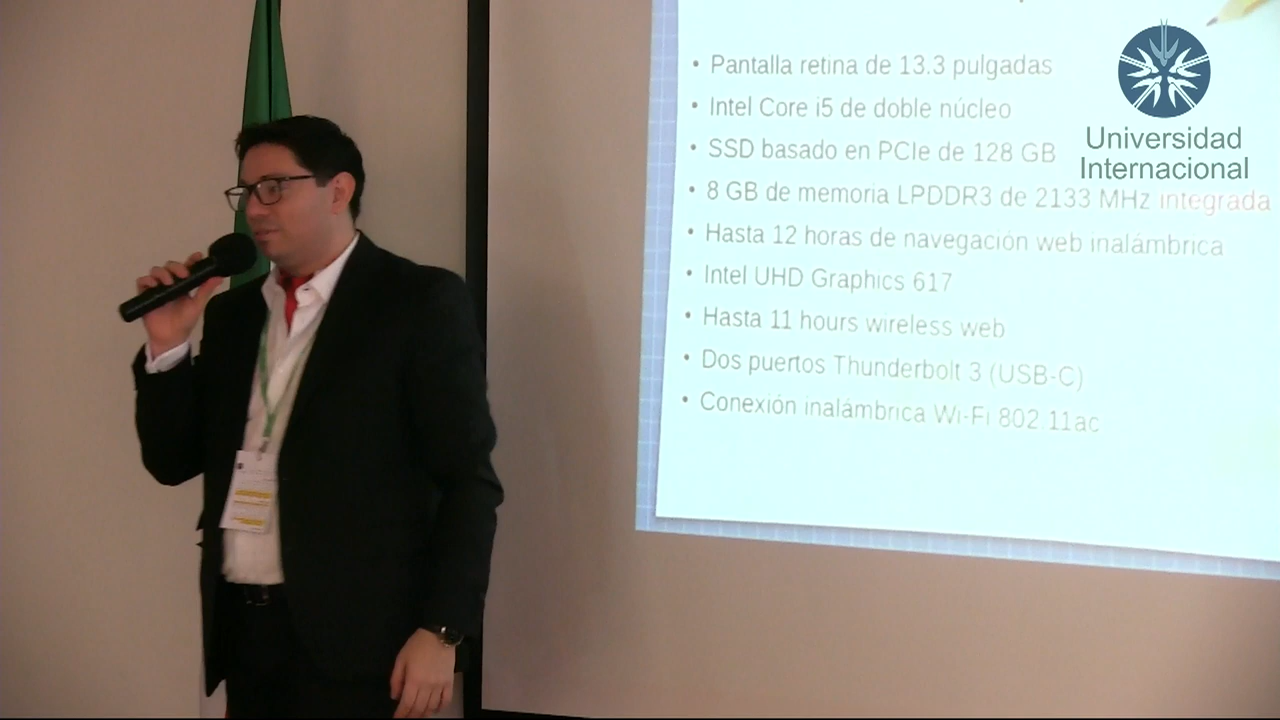 • Pantalla retina de 13.3 pulgadas
• Intel Core i5 de doble núcleo
• SSD basado en PCIe de 128 GB
• 8 GB de memoria LPDDR3 de 2133 MHz integrada
• Hasta 12 horas de navegación web inalámbrica
• Intel UHD Graphics 617
• Hasta 11 hours wireless web
• Dos puertos Thunderbolt 3 (USB-C)
• Conexión inalámbrica Wi-Fi 802.11ac
Universidad
Internacional